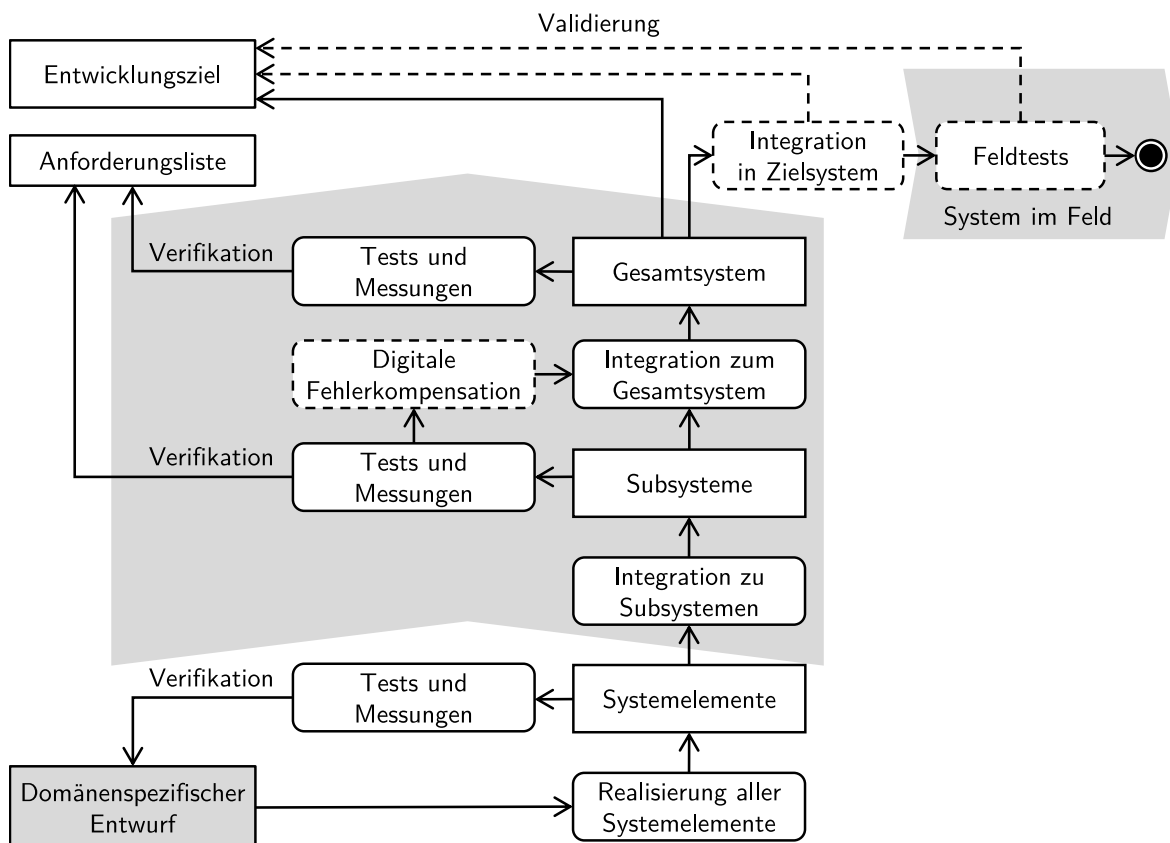 Validierung
Entwicklungsziel
Anforderungsliste
Integration
in Zielsystem
Feldtests
System im Feld
Verifikation
Tests und
Messungen
Gesamtsystem
Digitale
Fehlerkompensation
Integration zum
Gesamtsystem
Verifikation
Tests und
Messungen
Subsysteme
Integration zu
Subsystemen
Verifikation
Tests und
Messungen
Systemelemente
Domänenspezifischer
Entwurf
Realisierung aller
Systemelemente